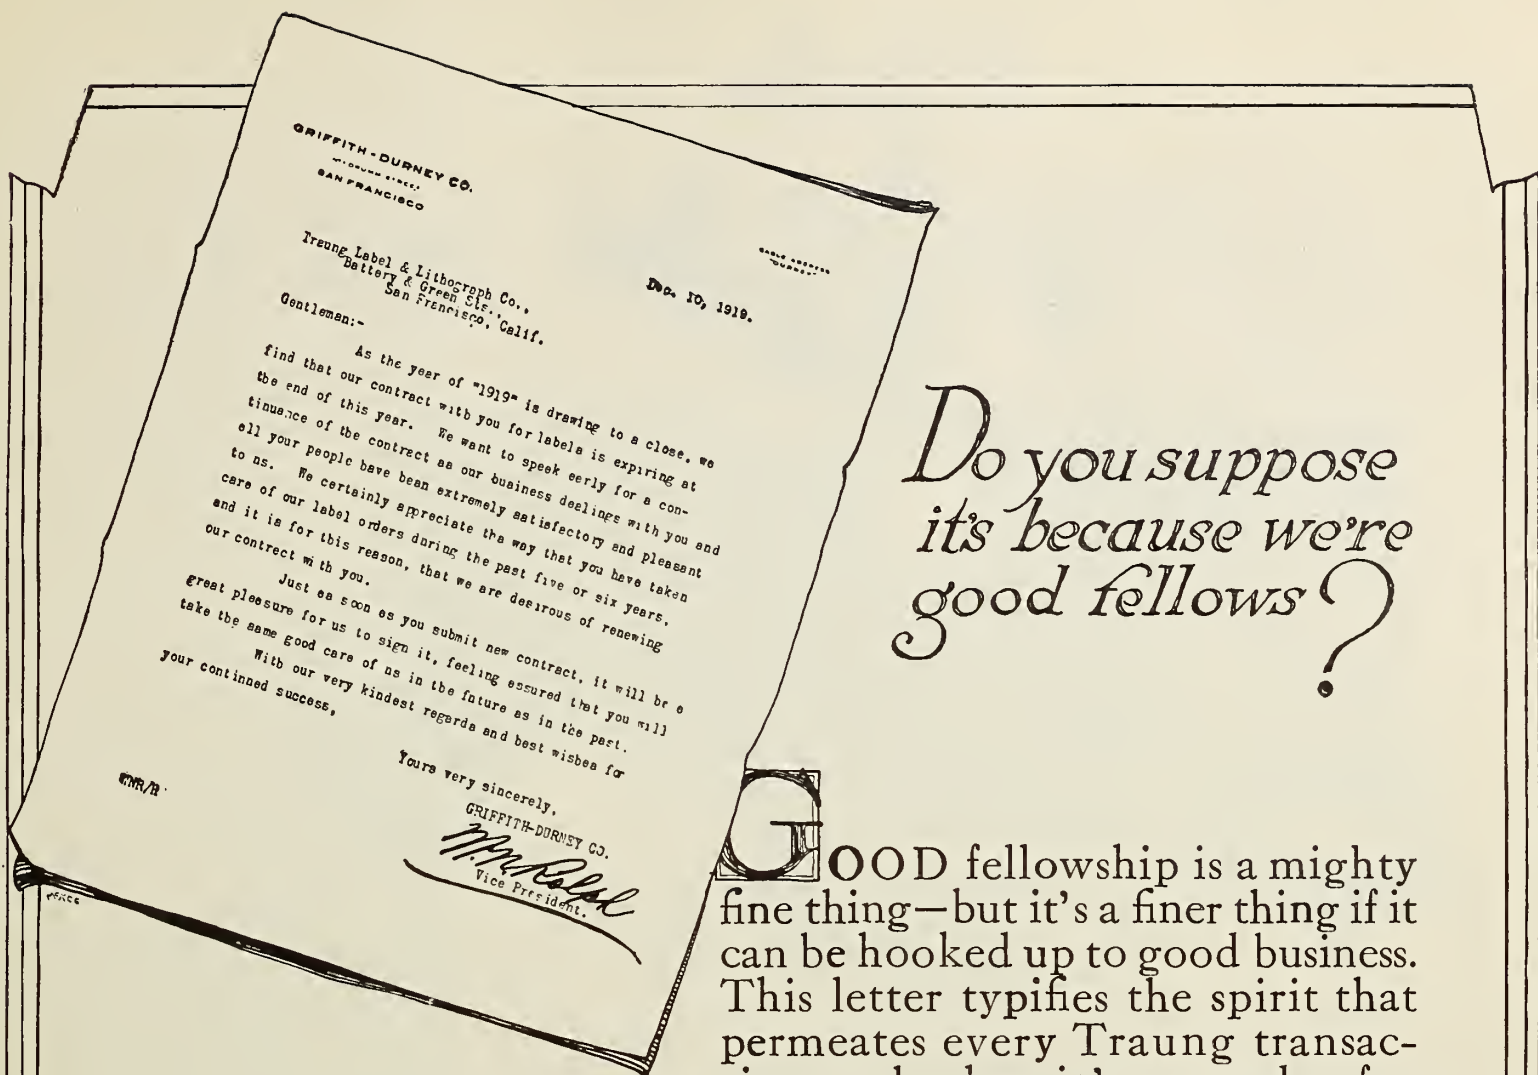 GRIFFITH-DURNEY CO.
SAN FRANCISCO
CABLE ADDRESS
"DURNEY"
Traung Label & Lithograph Co.,
Battery & Green Sts.,
San Francisco, Calif.
Dec. 10, 1919.
Gentleman:-
As the year of "1919" is drawing to a close, we
find that our contract with you for labels is expiring at
the end of this year. We want to speak early for a con-
tinuance of the contract as our business dealings with you and
all your people have been extremely satisfactory and pleasant
to us. We certainly appreciate the way that you have taken
care of our label orders during the past five or six years,
and it is for this reason, that we are desirous of renewing
our contract with you.
Just as soon as you submit new contract, it will be a
great pleasure for us to sign it, feeling assured that you will
take the same good care of us in the future as in the past.
With our very kindest regards and best wishes for
your continued success,
Yours very sincerely,
GRIFFITH-DURNEY CO.
W.N. Rolph
Vice President.
WNR/H
Do you suppose
it's because we're
good fellows?
GOOD fellowship is a mighty
fine thing—but it's a finer thing if it
can be hooked up to good business.
This letter typifies the spirit that
permeates every Traung transac-